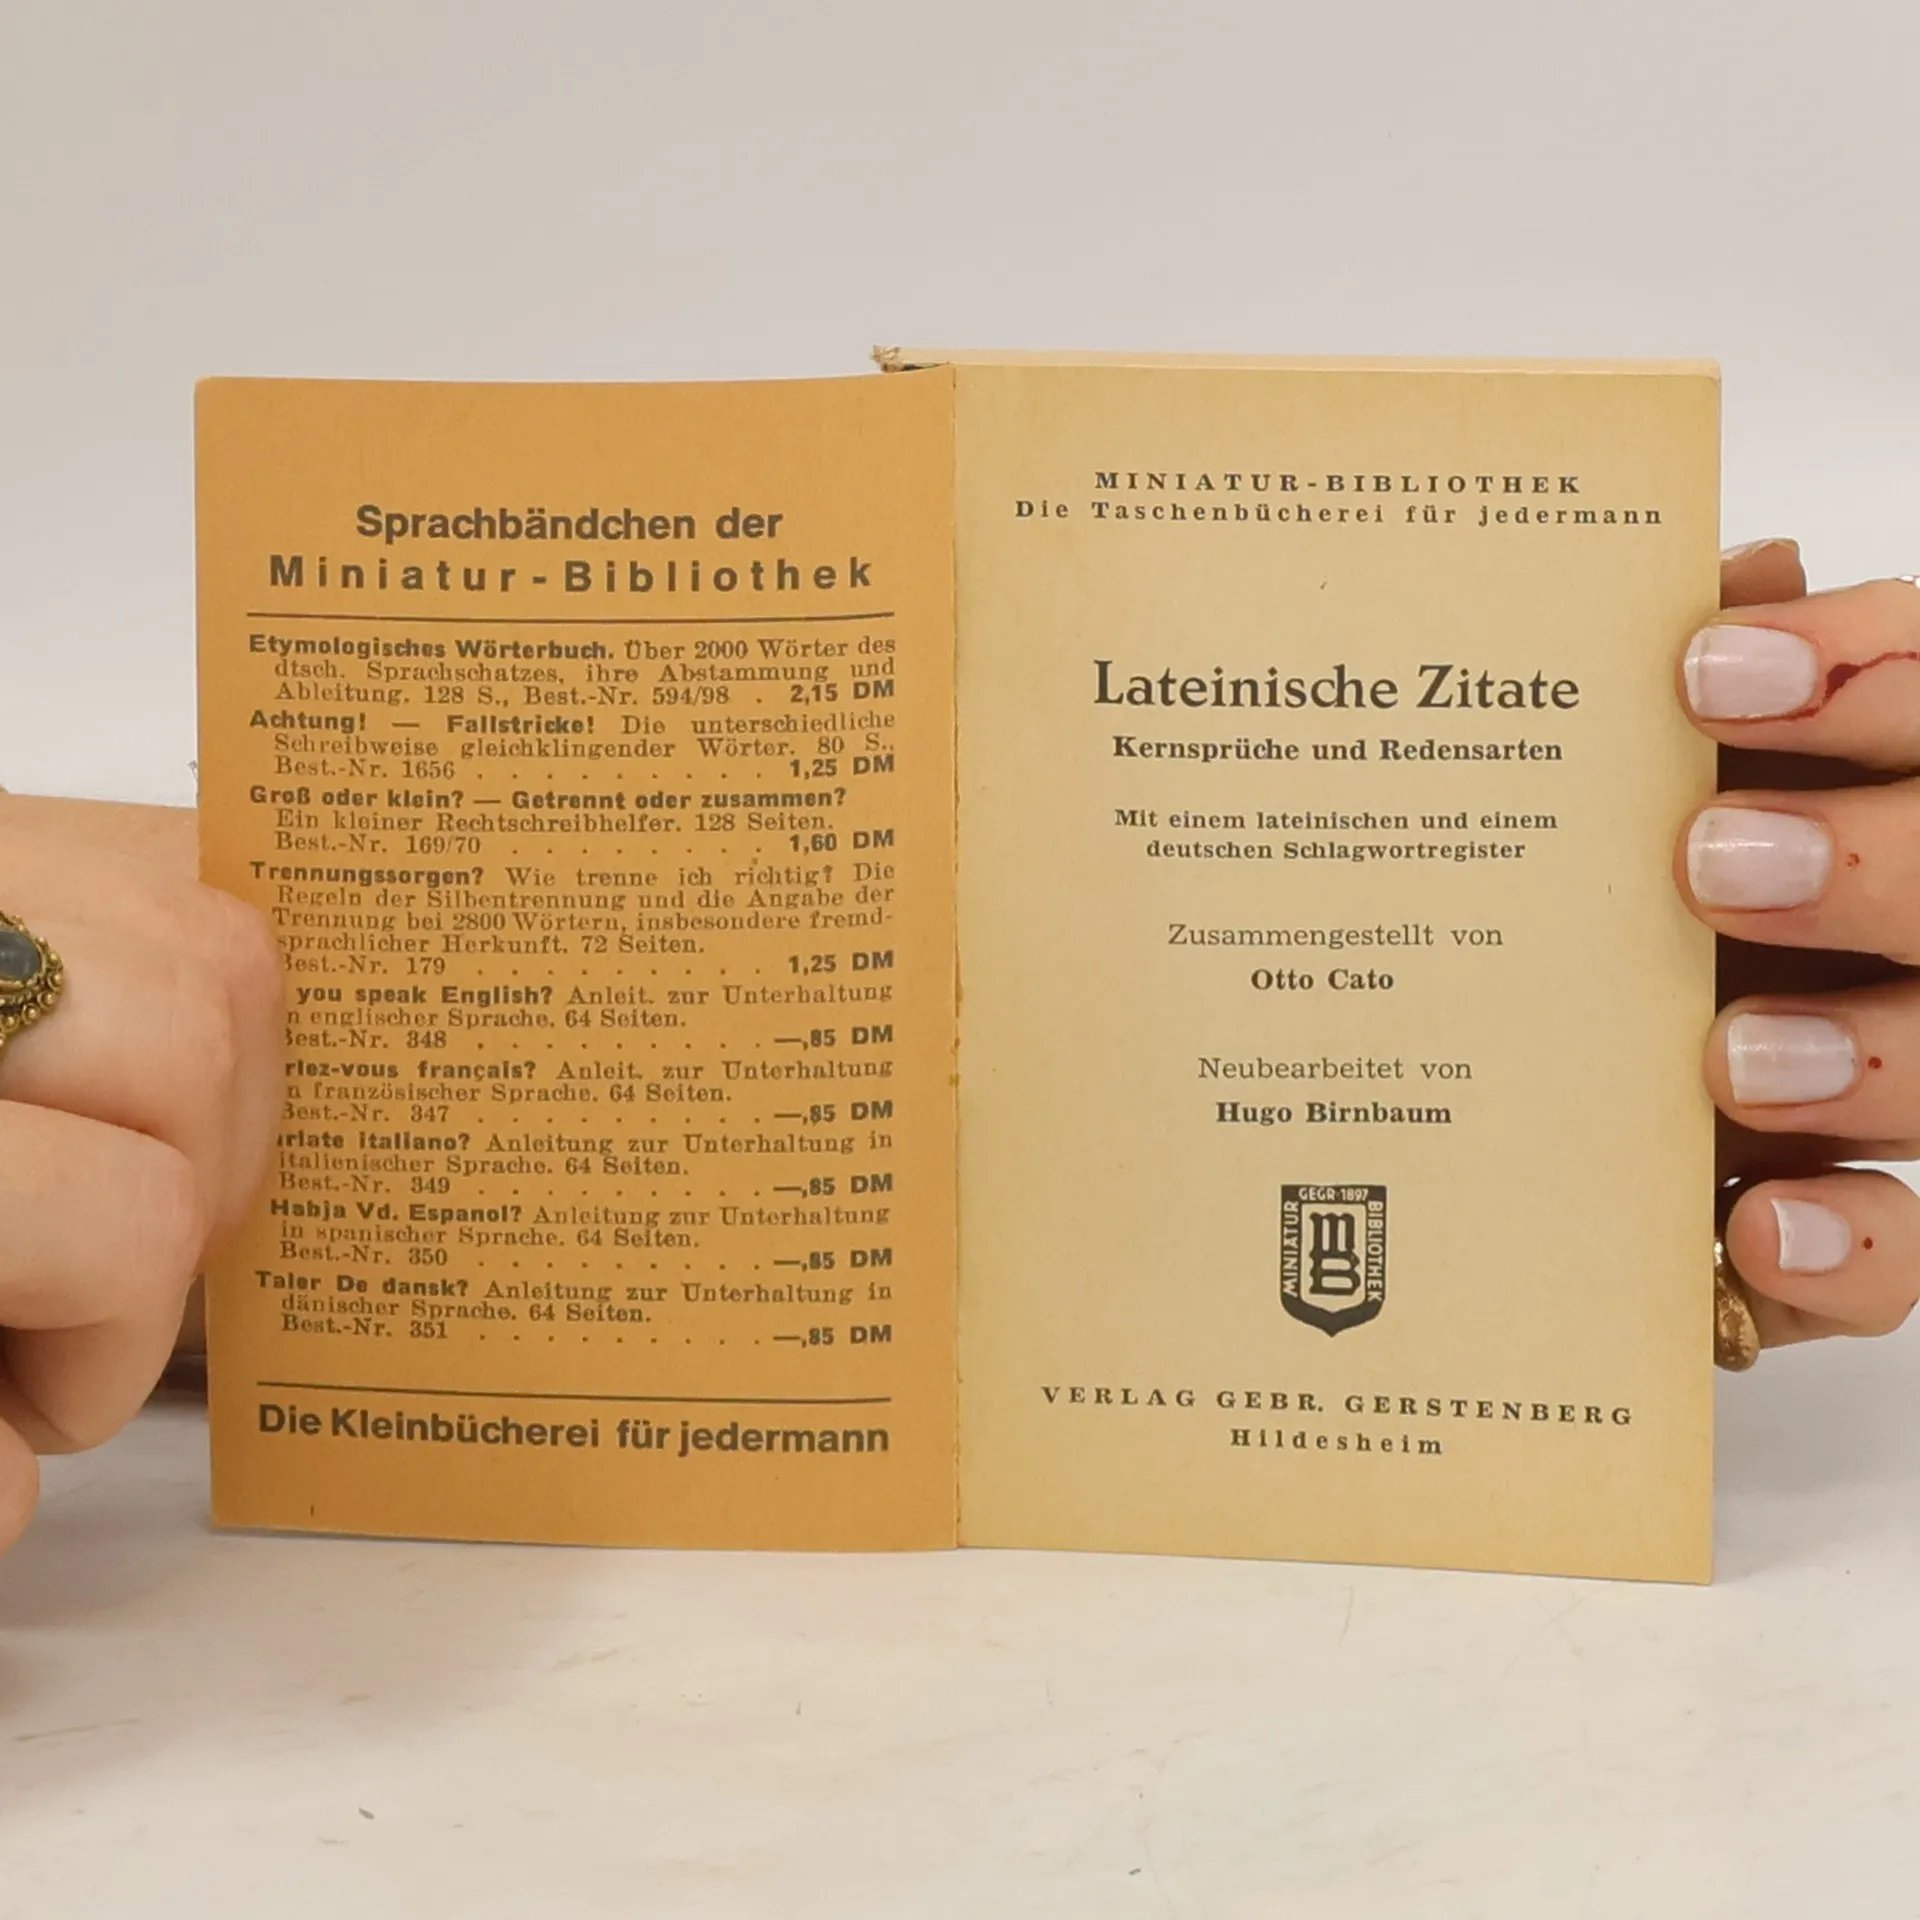 Sprachbändchen der
Miniatur-Bibliothek
Etymologisches Wörterbuch. Über 2000 Wörter des
dtsch. Sprachschatzes, ihre Abstammung und
Ableitung. 128 S., Best.-Nr. 594/98 . 2,15 DM
Achtung! — Fallstricke! Die unterschiedliche
Schreibweise gleichklingender Wörter. 80 S.,
Best.-Nr. 1656 . . . . . . . . . 1,25 DM
Groß oder klein? — Getrennt oder zusammen?
Ein kleiner Rechtschreibhelfer. 128 Seiten.
Best.-Nr. 169/70 . . . . . . . . 1,60 DM
Trennungssorgen? Wie trenne ich richtig? Die
Regeln der Silbentrennung und die Angabe der
Trennung bei 2800 Wörtern, insbesondere fremd-
sprachlicher Herkunft. 72 Seiten.
Best.-Nr. 179 . . . . . . . . . 1,25 DM
you speak English? Anleit. zur Unterhaltung
n englischer Sprache. 64 Seiten.
Best.-Nr. 348 . . . . . . . . . —,85 DM
rlez-vous français? Anleit. zur Unterhaltung
n französischer Sprache. 64 Seiten.
Best.-Nr. 347 . . . . . . . . . —,85 DM
rlate italiano? Anleitung zur Unterhaltung in
italienischer Sprache. 64 Seiten.
Best.-Nr. 349 . . . . . . . . . —,85 DM
Habja Vd. Espanol? Anleitung zur Unterhaltung
in spanischer Sprache. 64 Seiten.
Best.-Nr. 350 . . . . . . . . . —,85 DM
Taler De dansk? Anleitung zur Unterhaltung in
dänischer Sprache. 64 Seiten.
Best.-Nr. 351 . . . . . . . . . —,85 DM
Die Kleinbücherei für jedermann
MINIATUR-BIBLIOTHEK
Die Taschenbücherei für jedermann
Lateinische Zitate
Kernsprüche und Redensarten
Mit einem lateinischen und einem
deutschen Schlagwortregister
Zusammengestellt von
Otto Cato
Neubearbeitet von
Hugo Birnbaum
GEGR·1897
MINIATUR
mB
BIBLIOTHEK
VERLAG GEBR. GERSTENBERG
Hildesheim